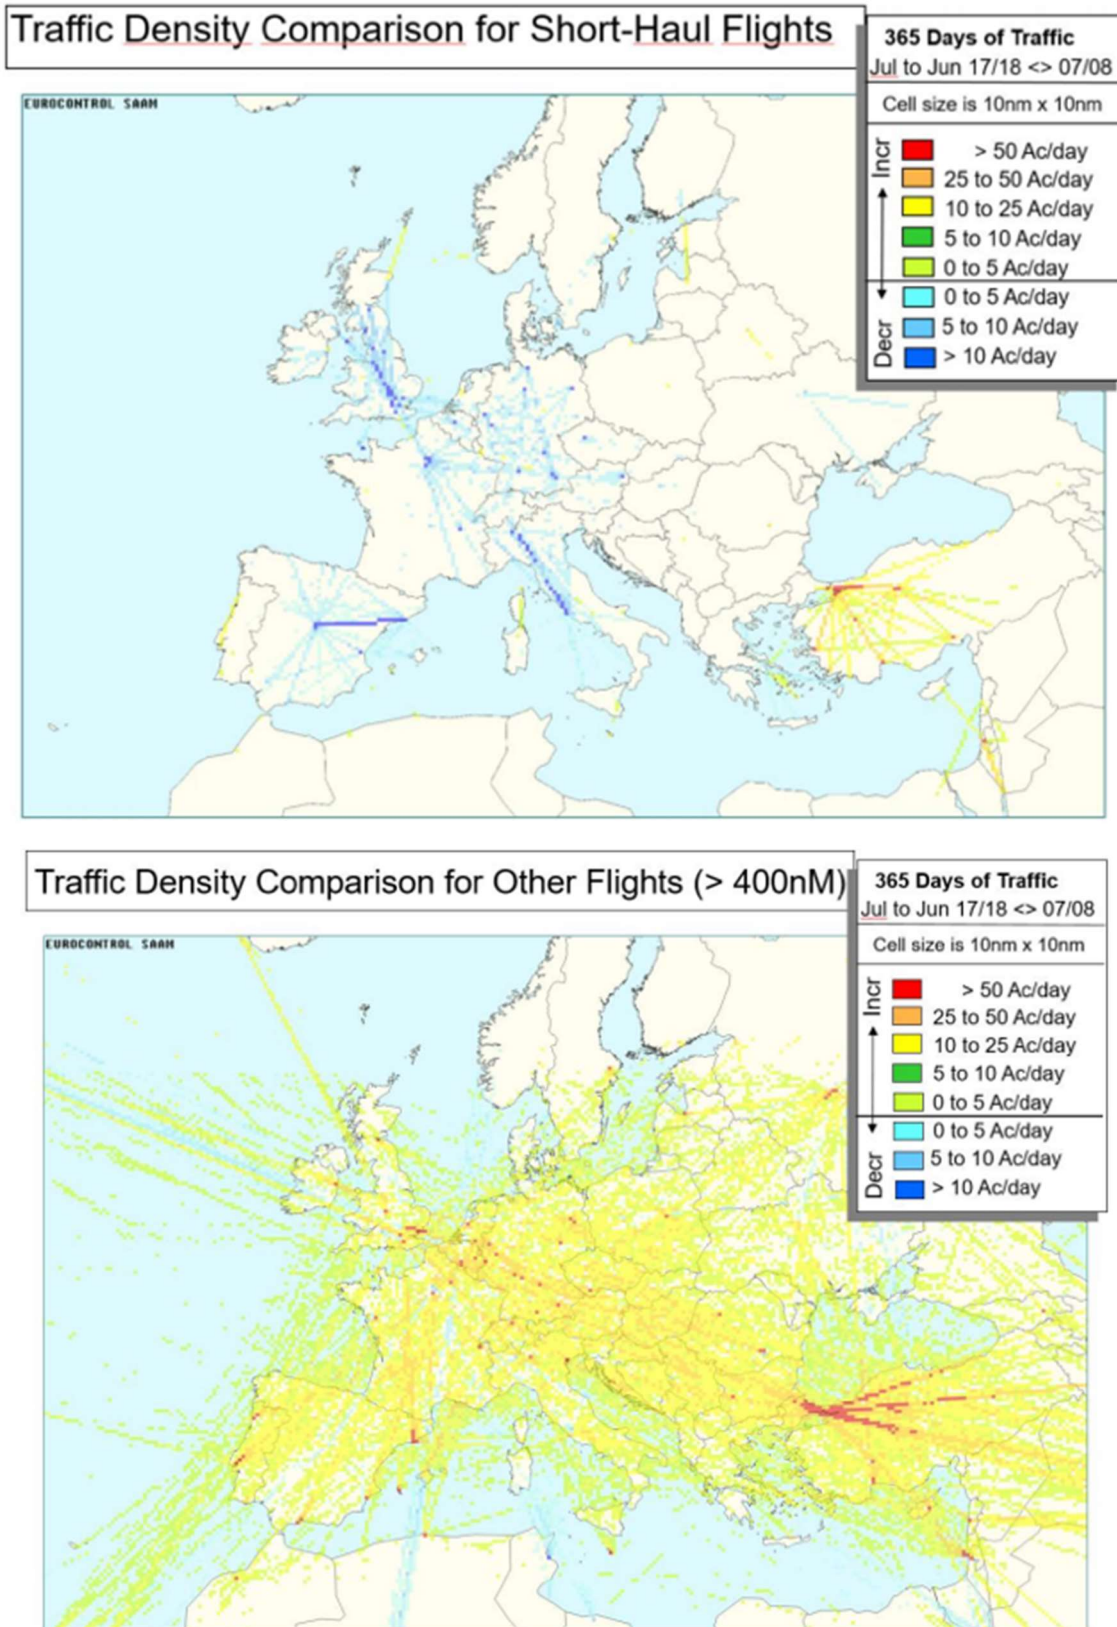 Traffic Density Comparison for Short-Haul Flights
365 Days of Traffic
Jul to Jun 17/18 <> 07/08
Cell size is 10nm x 10nm
EUROCONTROL SAAM
Incr
> 50 Ac/day
25 to 50 Ac/day
10 to 25 Ac/day
5 to 10 Ac/day
0 to 5 Ac/day
0 to 5 Ac/day
5 to 10 Ac/day
> 10 Ac/day
Decr
Traffic Density Comparison for Other Flights (> 400nM)
365 Days of Traffic
Jul to Jun 17/18 <> 07/08
Cell size is 10nm x 10nm
EUROCONTROL SAAM
Incr
> 50 Ac/day
25 to 50 Ac/day
10 to 25 Ac/day
5 to 10 Ac/day
0 to 5 Ac/day
0 to 5 Ac/day
5 to 10 Ac/day
> 10 Ac/day
Decr